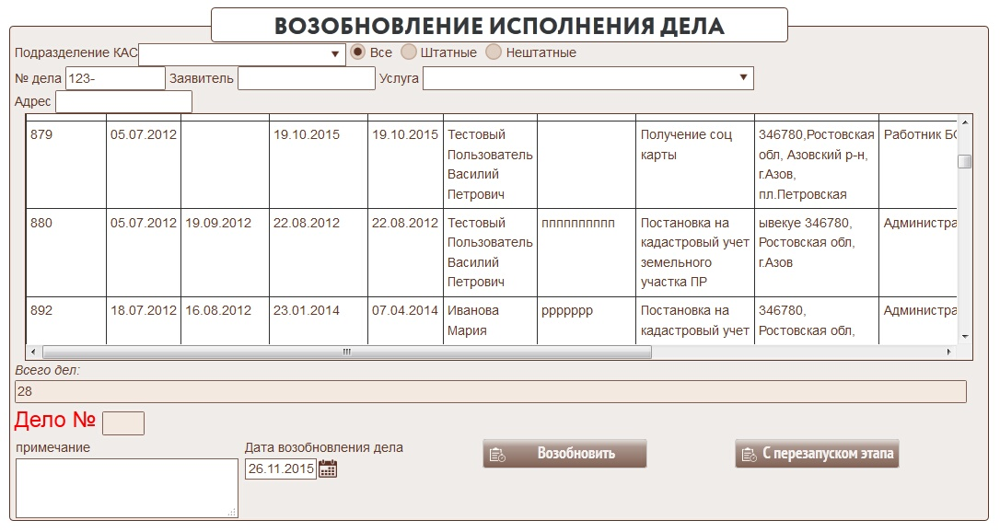 ВОЗОБНОВЛЕНИЕ ИСПОЛНЕНИЯ ДЕЛА
Подразделение КАС Все Штатные Нештатные
№ дела 123- Заявитель Услуга
Адрес
879 05.07.2012 19.10.2015 19.10.2015 Тестовый Получение соц 346780,Ростовская Работник БО
Пользователь карты обл, Азовский р-н,
Василий г.Азов,
Петрович пл.Петровская
880 05.07.2012 19.09.2012 22.08.2012 22.08.2012 Тестовый пппппппппп Постановка на ывекуе 346780, Администра
Пользователь кадастровый учет Ростовская обл,
Василий земельного г.Азов
Петрович участка ПР
892 18.07.2012 16.08.2012 23.01.2014 07.04.2014 Иванова ррррррр Постановка на 346780, Администра
Мария кадастровый учет Ростовская обл,
Всего дел:
28
Дело №
примечание Дата возобновления дела
26.11.2015
Возобновить С перезапуском этапа